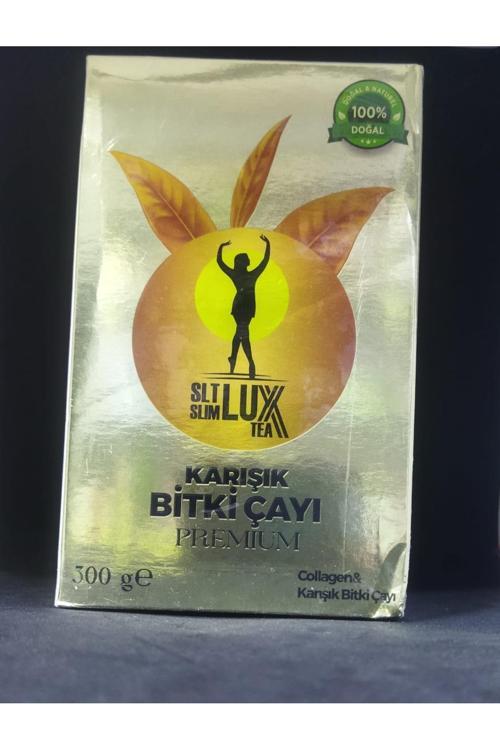 DOĞAL & NATUREL
100%
DOĞAL
SLT
SLIM
LUX
TEA
KARIŞIK
BİTKİ ÇAYI
PREMIUM
300 g℮
Collagen&
Karışık Bitki Çayı